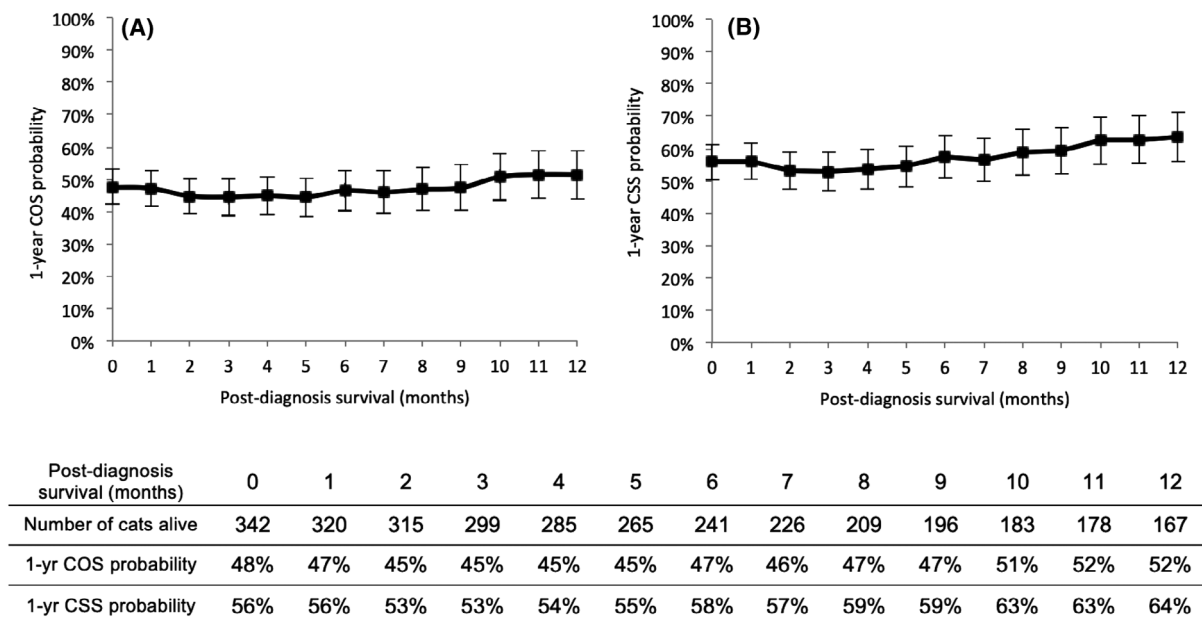 (A)
1-year COS probability
100%
90%
80%
70%
60%
50%
40%
30%
20%
10%
0%
0 1 2 3 4 5 6 7 8 9 10 11 12
Post-diagnosis survival (months)
(B)
1-year CSS probability
100%
90%
80%
70%
60%
50%
40%
30%
20%
10%
0%
0 1 2 3 4 5 6 7 8 9 10 11 12
Post-diagnosis survival (months)
Post-diagnosis
survival (months) 0 1 2 3 4 5 6 7 8 9 10 11 12
Number of cats alive 342 320 315 299 285 265 241 226 209 196 183 178 167
1-yr COS probability 48% 47% 45% 45% 45% 45% 47% 46% 47% 47% 51% 52% 52%
1-yr CSS probability 56% 56% 53% 53% 54% 55% 58% 57% 59% 59% 63% 63% 64%